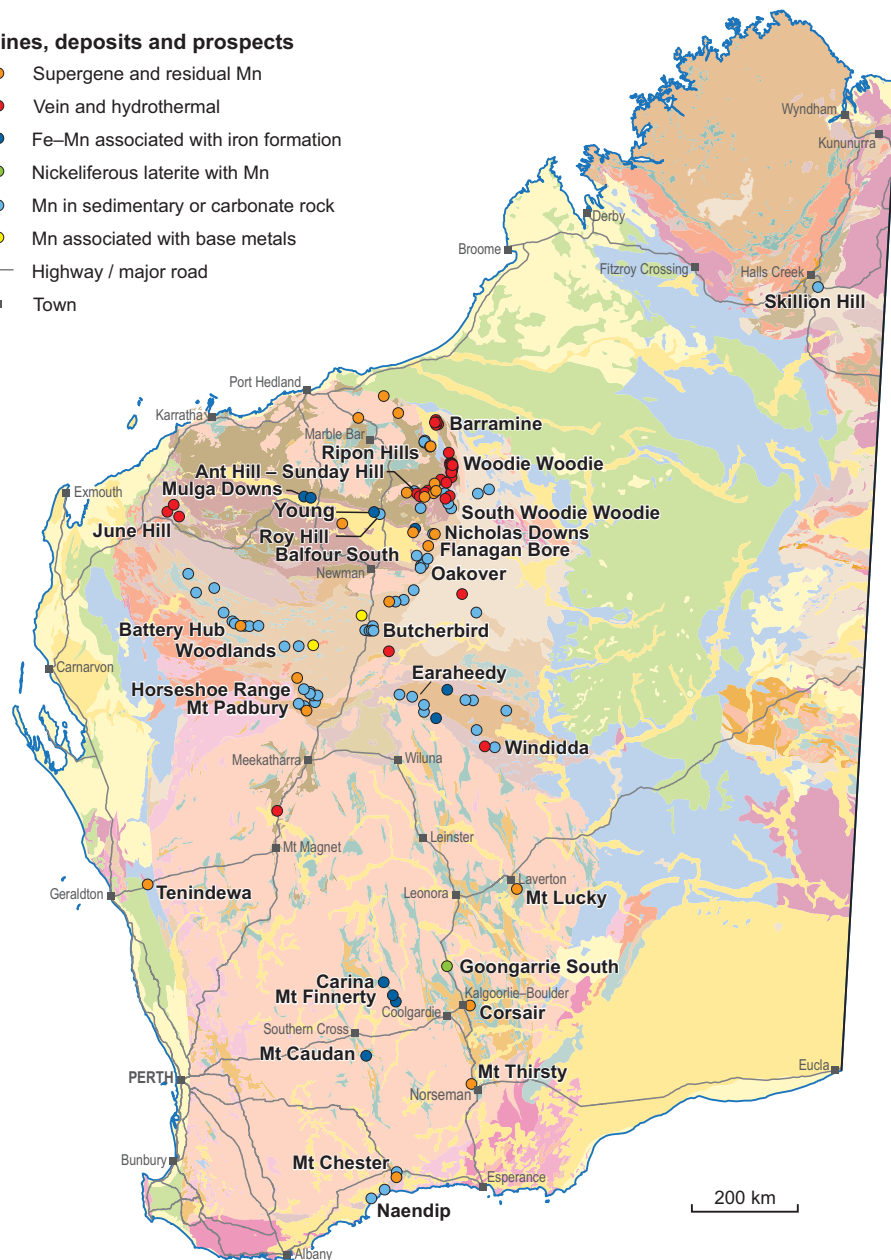 ines, deposits and prospects
Supergene and residual Mn
Vein and hydrothermal
Fe–Mn associated with iron formation
Nickeliferous laterite with Mn
Mn in sedimentary or carbonate rock
Mn associated with base metals
Highway / major road
Town
Wyndham
Kununurra
Derby
Broome
Fitzroy Crossing
Halls Creek
Skillion Hill
Port Hedland
Karratha
Barramine
Marble Bar
Ripon Hills
Ant Hill – Sunday Hill
Woodie Woodie
Mulga Downs
Exmouth
Young
South Woodie Woodie
June Hill
Roy Hill
Nicholas Downs
Balfour South
Flanagan Bore
Newman
Oakover
Battery Hub
Butcherbird
Woodlands
Carnarvon
Earaheedy
Horseshoe Range
Mt Padbury
Windidda
Meekatharra
Wiluna
Leinster
Mt Magnet
Laverton
Geraldton
Tenindewa
Leonora
Mt Lucky
Goongarrie South
Carina
Mt Finnerty
Kalgoorlie–Boulder
Coolgardie
Corsair
Southern Cross
Mt Caudan
Eucla
PERTH
Mt Thirsty
Norseman
Bunbury
Mt Chester
Esperance
200 km
Naendip
Albany